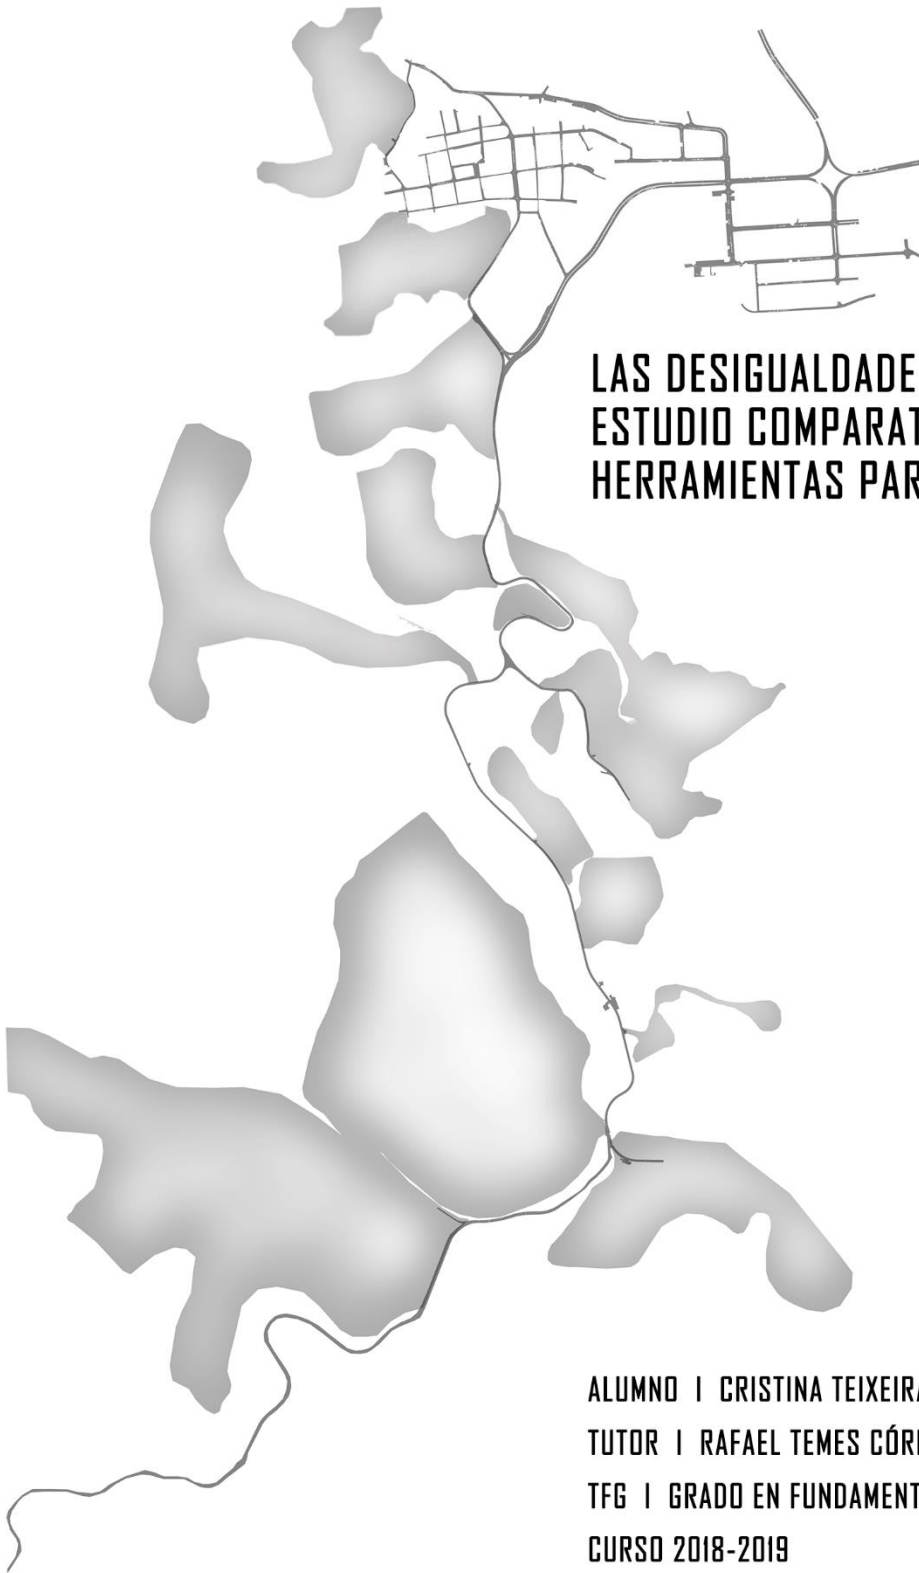 LAS DESIGUALDADE
ESTUDIO COMPARAT
HERRAMIENTAS PAR
ALUMNO I CRISTINA TEIXEIRA
TUTOR I RAFAEL TEMES CÓR
TFG I GRADO EN FUNDAMENT
CURSO 2018-2019